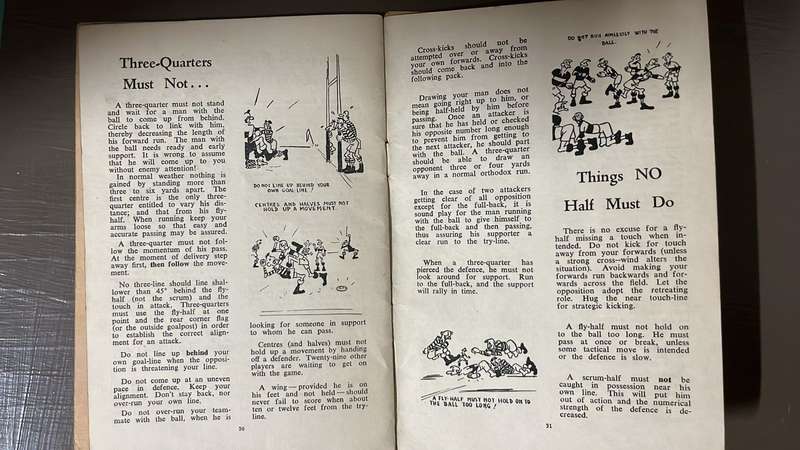 Three-Quarters
Must Not...
A three-quarter must not stand
and wait for a man with the
ball to come up from behind.
Circle back to link with him,
thereby decreasing the length of
his forward run. The man with
the ball needs ready and early
support. It is wrong to assume
that he will come up to you
without enemy attention!
In normal weather nothing is
gained by standing more than
three to six yards apart. The
first centre is the only three-
quarter entitled to vary his dis-
tance; and that from his fly-
half. When running keep your
arms loose so that easy and
accurate passing may be assured.
A three-quarter must not fol-
low the momentum of his pass.
At the moment of delivery step
away first, then follow the move-
ment.
No three-line should line shal-
lower than 45° behind the fly-
half (not the scrum) and the
touch in attack. Three-quarters
must use the fly-half at one
point and the rear corner flag
(or the outside goalpost) in order
to establish the correct align-
ment for an attack.
Do not line up behind your
own goal-line when the opposi-
tion is threatening your line.
Do not come up at an uneven
pace in defence. Keep your
alignment. Don't stay back, nor
over-run your own line.
Do not over-run your team-
mate with the ball, when he is
30
DO NOT LINE UP BEHIND YOUR
OWN GOAL LINE!
CENTRES AND HALVES MUST NOT
HOLD UP A MOVEMENT.
looking for someone in support
to whom he can pass.
Centres (and halves) must not
hold up a movement by handing
off a defender. Twenty-nine other
players are waiting to get on
with the game.
A wing — provided he is on
his feet and not held — should
never fail to score when about
ten or twelve feet from the try-
line.
Cross-kicks should not be
attempted over or away from
your own forwards. Cross-kicks
should come back and into the
following pack.
Drawing your man does not
mean going right up to him, or
being half-held by him before
passing. Once an attacker is
sure that he has held or checked
his opposite number long enough
to prevent him from getting to
the next attacker, he should part
with the ball. A three-quarter
should be able to draw an
opponent three or four yards
away in a normal orthodox run.
In the case of two attackers
getting clear of all opposition
except for the full-back, it is
sound play for the man running
with the ball to give himself to
the full-back and then passing,
thus assuring his supporter a
clear run to the try-line.
When a three-quarter has
pierced the defence, he must not
look around for support. Run
to the full-back, and the support
will rally in time.
A FLY-HALF MUST NOT HOLD ON TO
THE BALL TOO LONG!
DO NOT RUN AIMLESSLY WITH THE
BALL.
Things NO
Half Must Do
There is no excuse for a fly-
half missing a touch when in-
tended. Do not kick for touch
away from your forwards (unless
a strong cross-wind alters the
situation). Avoid making your
forwards run backwards and for-
wards across the field. Let the
opposition adopt the retreating
role. Hug the near touch-line
for strategic kicking.
A fly-half must not hold on
to the ball too long. He must
pass at once or break, unless
some tactical move is intended
or the defence is slow.
A scrum-half must not be
caught in possession near his
own line. This will put him
out of action and the numerical
strength of the defence is de-
creased.
31